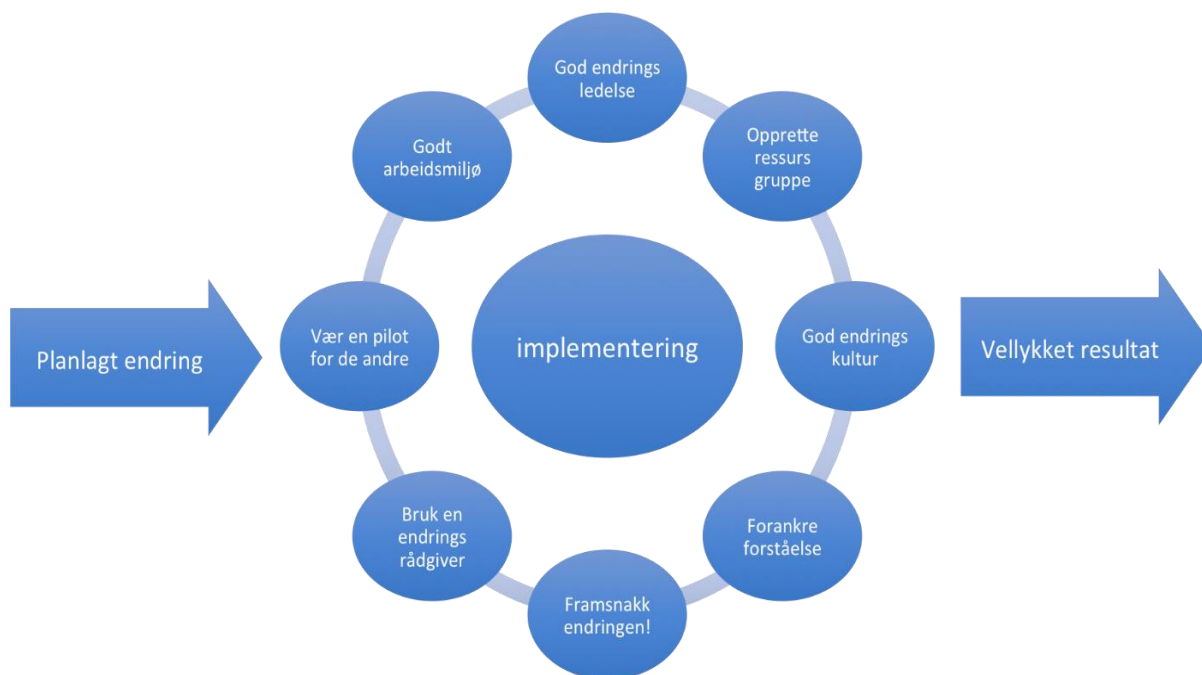 God endrings
ledelse
Opprette
ressurs
gruppe
God endrings
kultur
Forankre
forståelse
Framsnakk
endringen!
Bruk en
endrings
rådgiver
Vær en pilot
for de andre
Godt
arbeidsmiljø
implementering
Planlagt endring
Vellykket resultat